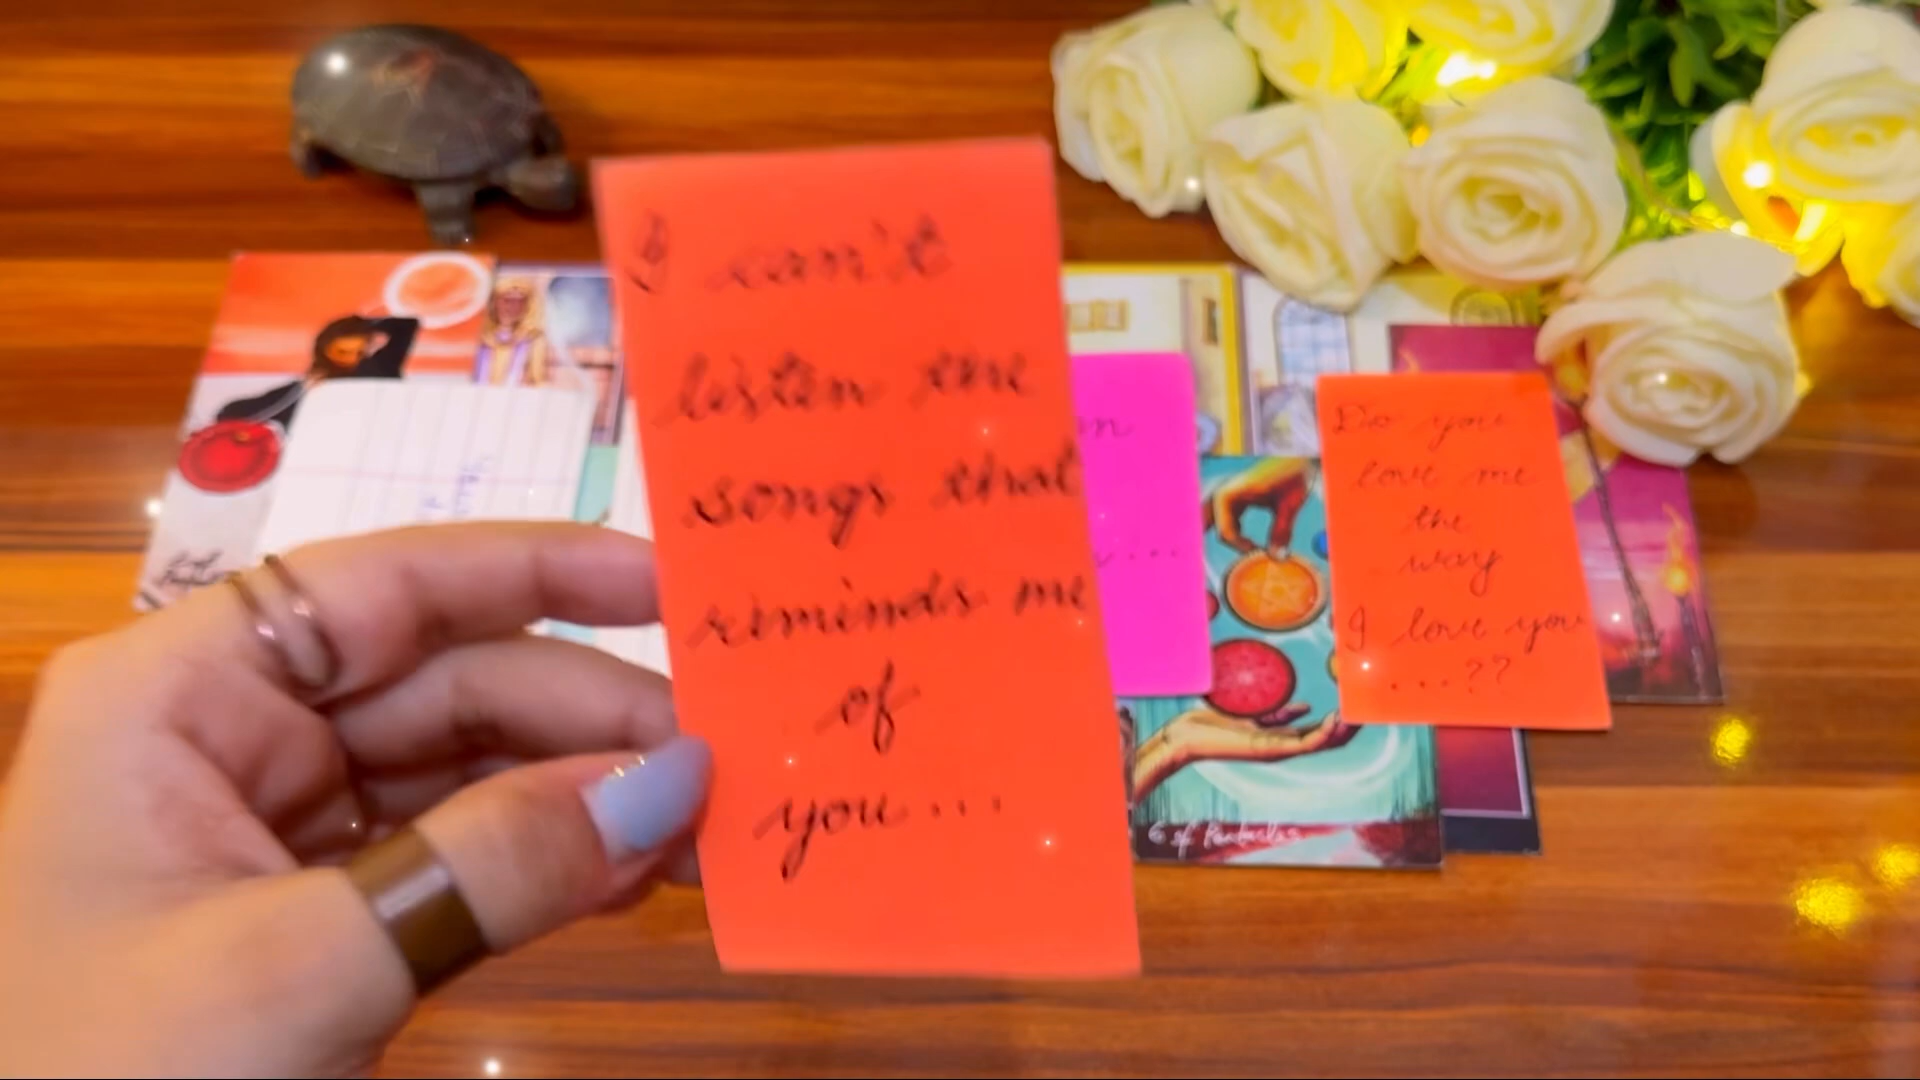 I can't
listen the
songs that
reminds me
of
you...
Do you
love me
the
way
I love you
...??
6 of Pentacles